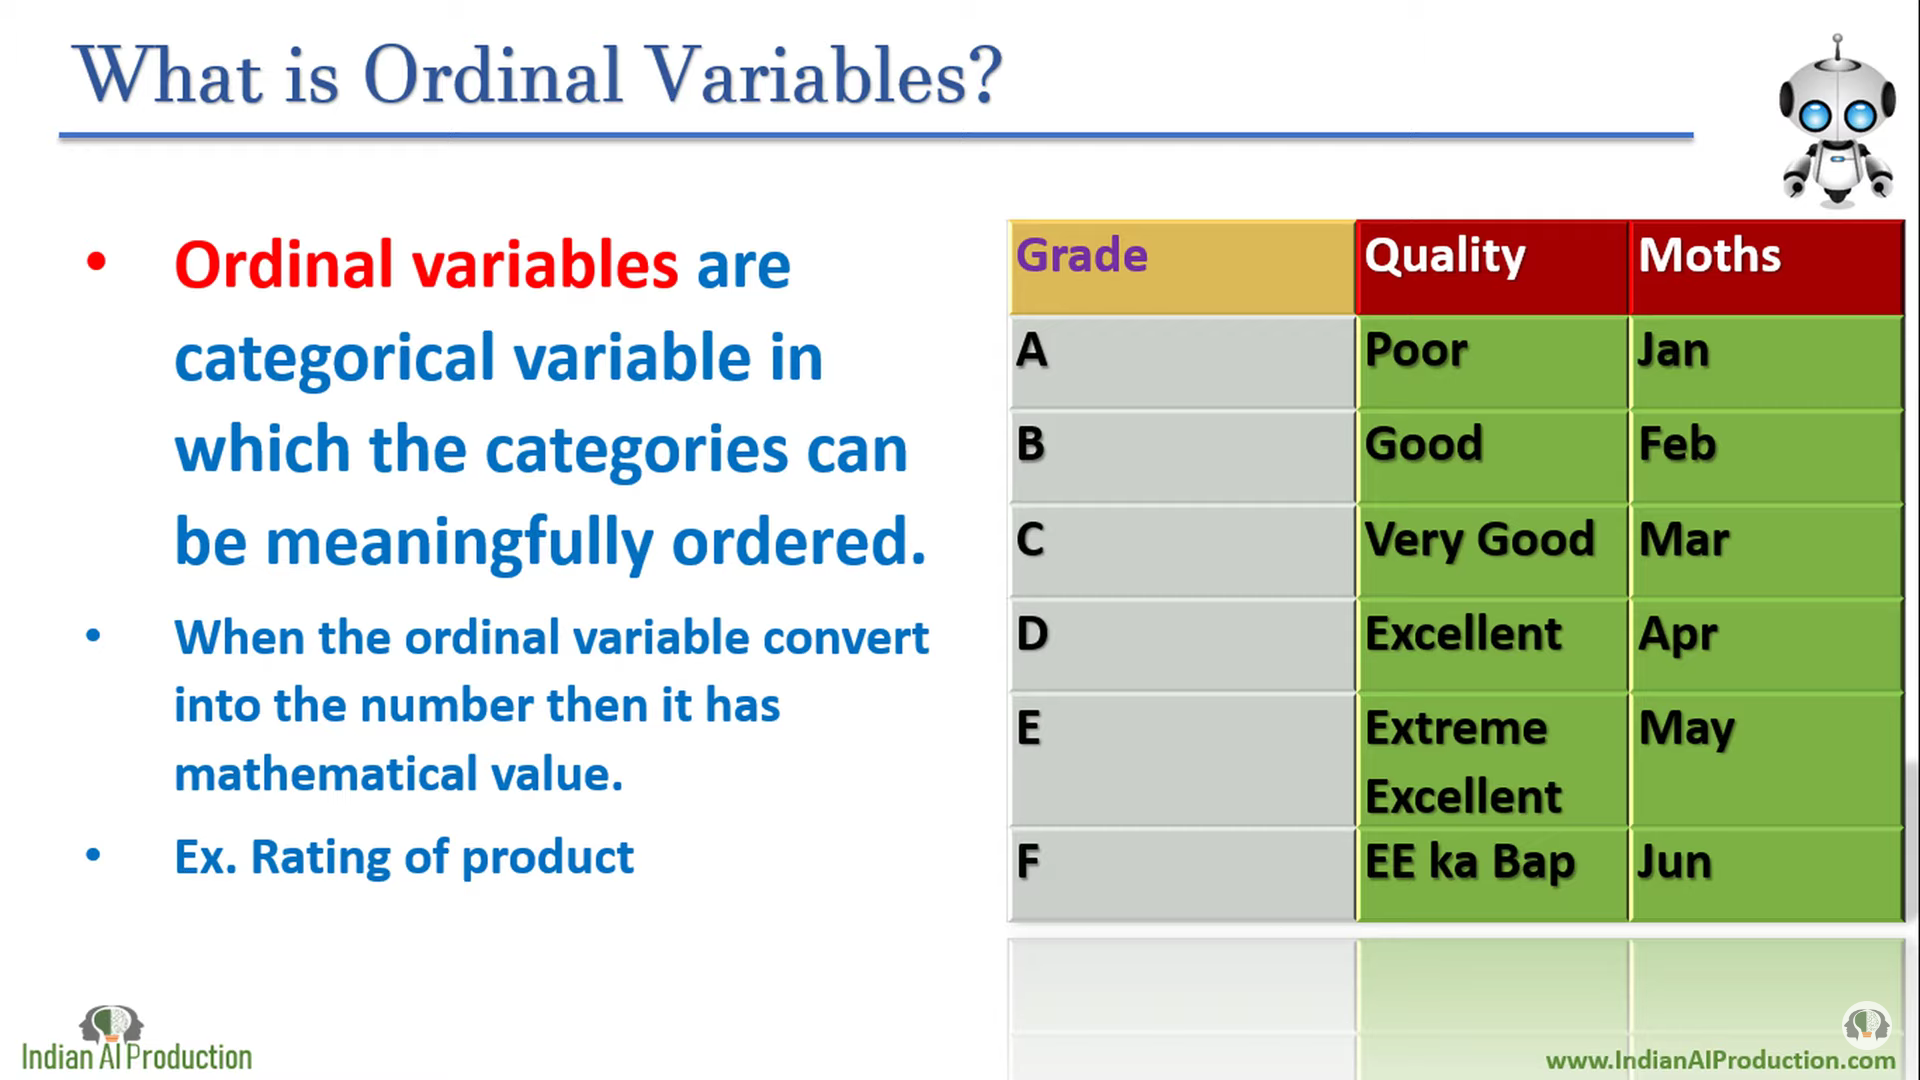 What is Ordinal Variables?
• Ordinal variables are
categorical variable in
which the categories can
be meaningfully ordered.
• When the ordinal variable convert
into the number then it has
mathematical value.
• Ex. Rating of product
Grade Quality Moths
A Poor Jan
B Good Feb
C Very Good Mar
D Excellent Apr
E Extreme May
Excellent
F EE ka Bap Jun
Indian AI Production
www.IndianAIProduction.com